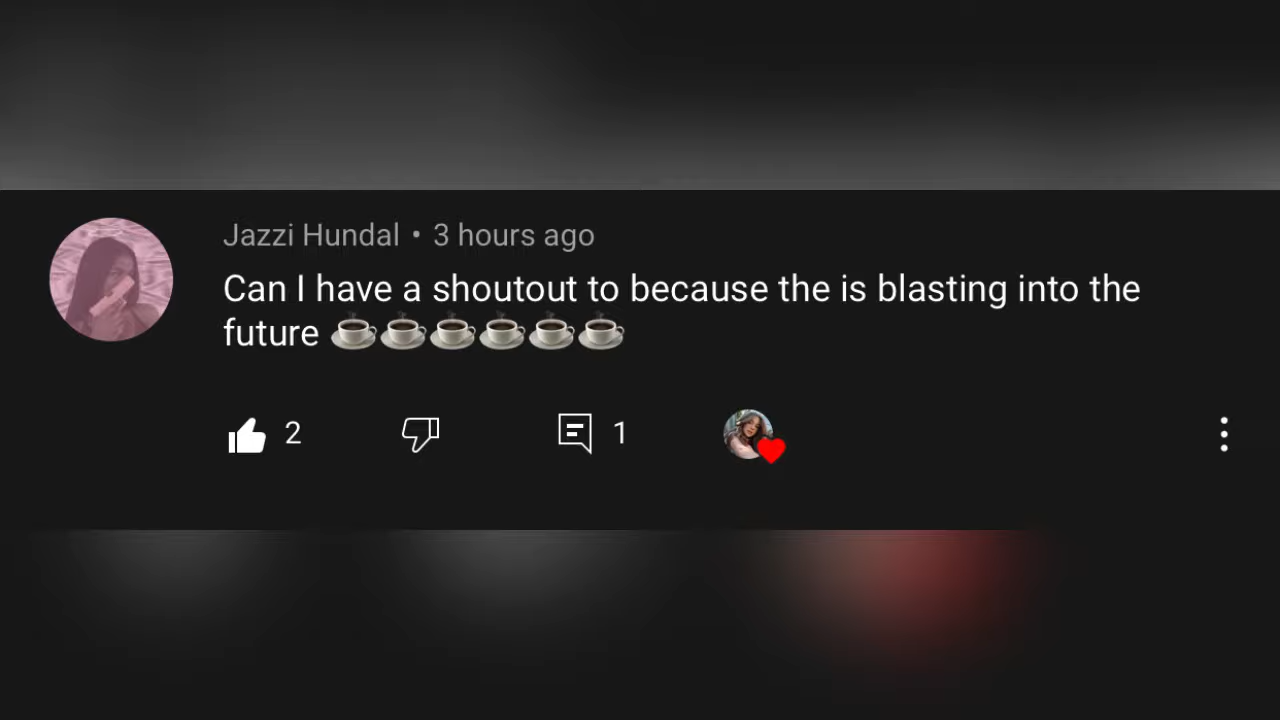 Jazzi Hundal • 3 hours ago
Can I have a shoutout to because the is blasting into the
future ☕☕☕☕☕☕
2 1